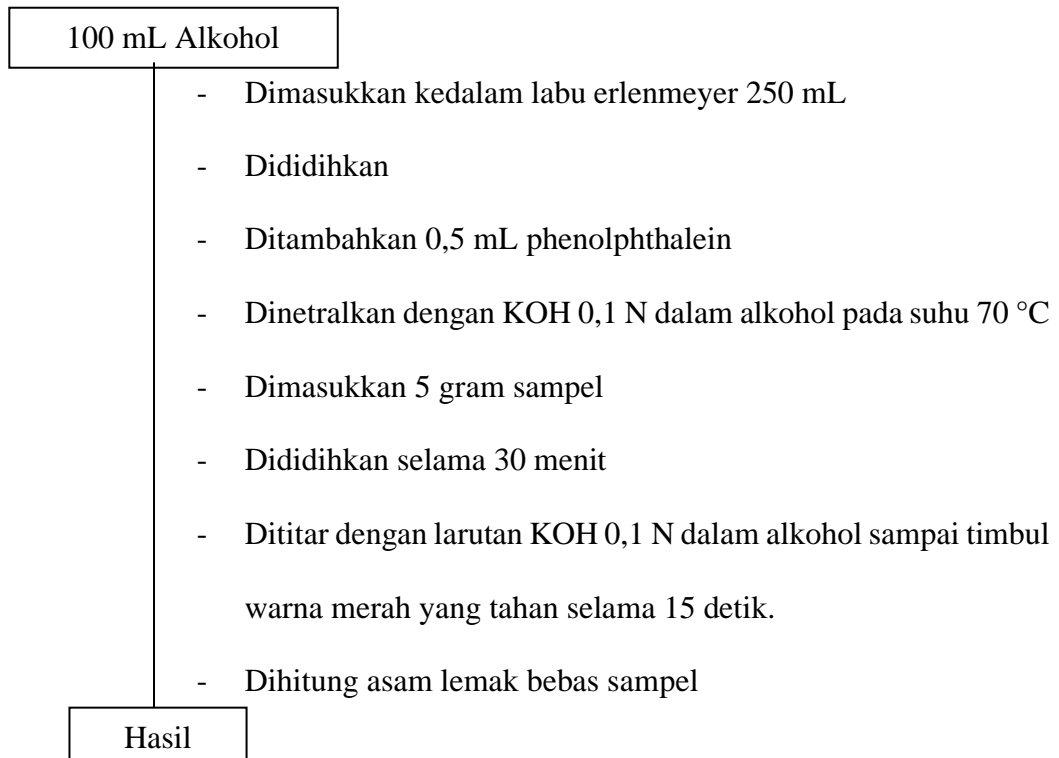 100 mL Alkohol
- Dimasukkan kedalam labu erlenmeyer 250 mL
- Dididihkan
- Ditambahkan 0,5 mL phenolphthalein
- Dinetralkan dengan KOH 0,1 N dalam alkohol pada suhu 70 °C
- Dimasukkan 5 gram sampel
- Dididihkan selama 30 menit
- Dititar dengan larutan KOH 0,1 N dalam alkohol sampai timbul
warna merah yang tahan selama 15 detik.
- Dihitung asam lemak bebas sampel
Hasil